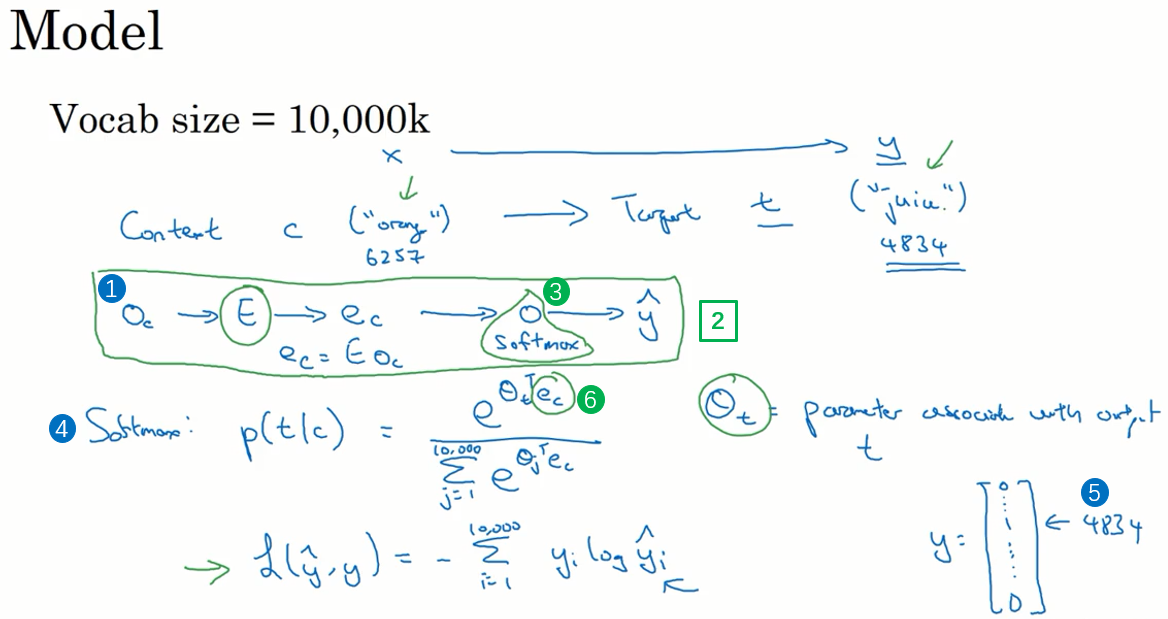 Model
Vocab size = 10,000k
x → y
Content c ("orange") → Target t ("juice")
6257 4834
1 3
O_c → E → e_c → O → ŷ 2
softmax
e_c = E O_c
4 Softmax: p(t|c) = e^{θ_t^T e_c} / Σ_{j=1}^{10,000} e^{θ_j^T e_c} 6
θ_t = parameter associate with output t
ℒ(ŷ, y) = - Σ_{i=1}^{10,000} y_i log ŷ_i
y = [0 ⋮ 1 ⋮ 0] ← 4834 5